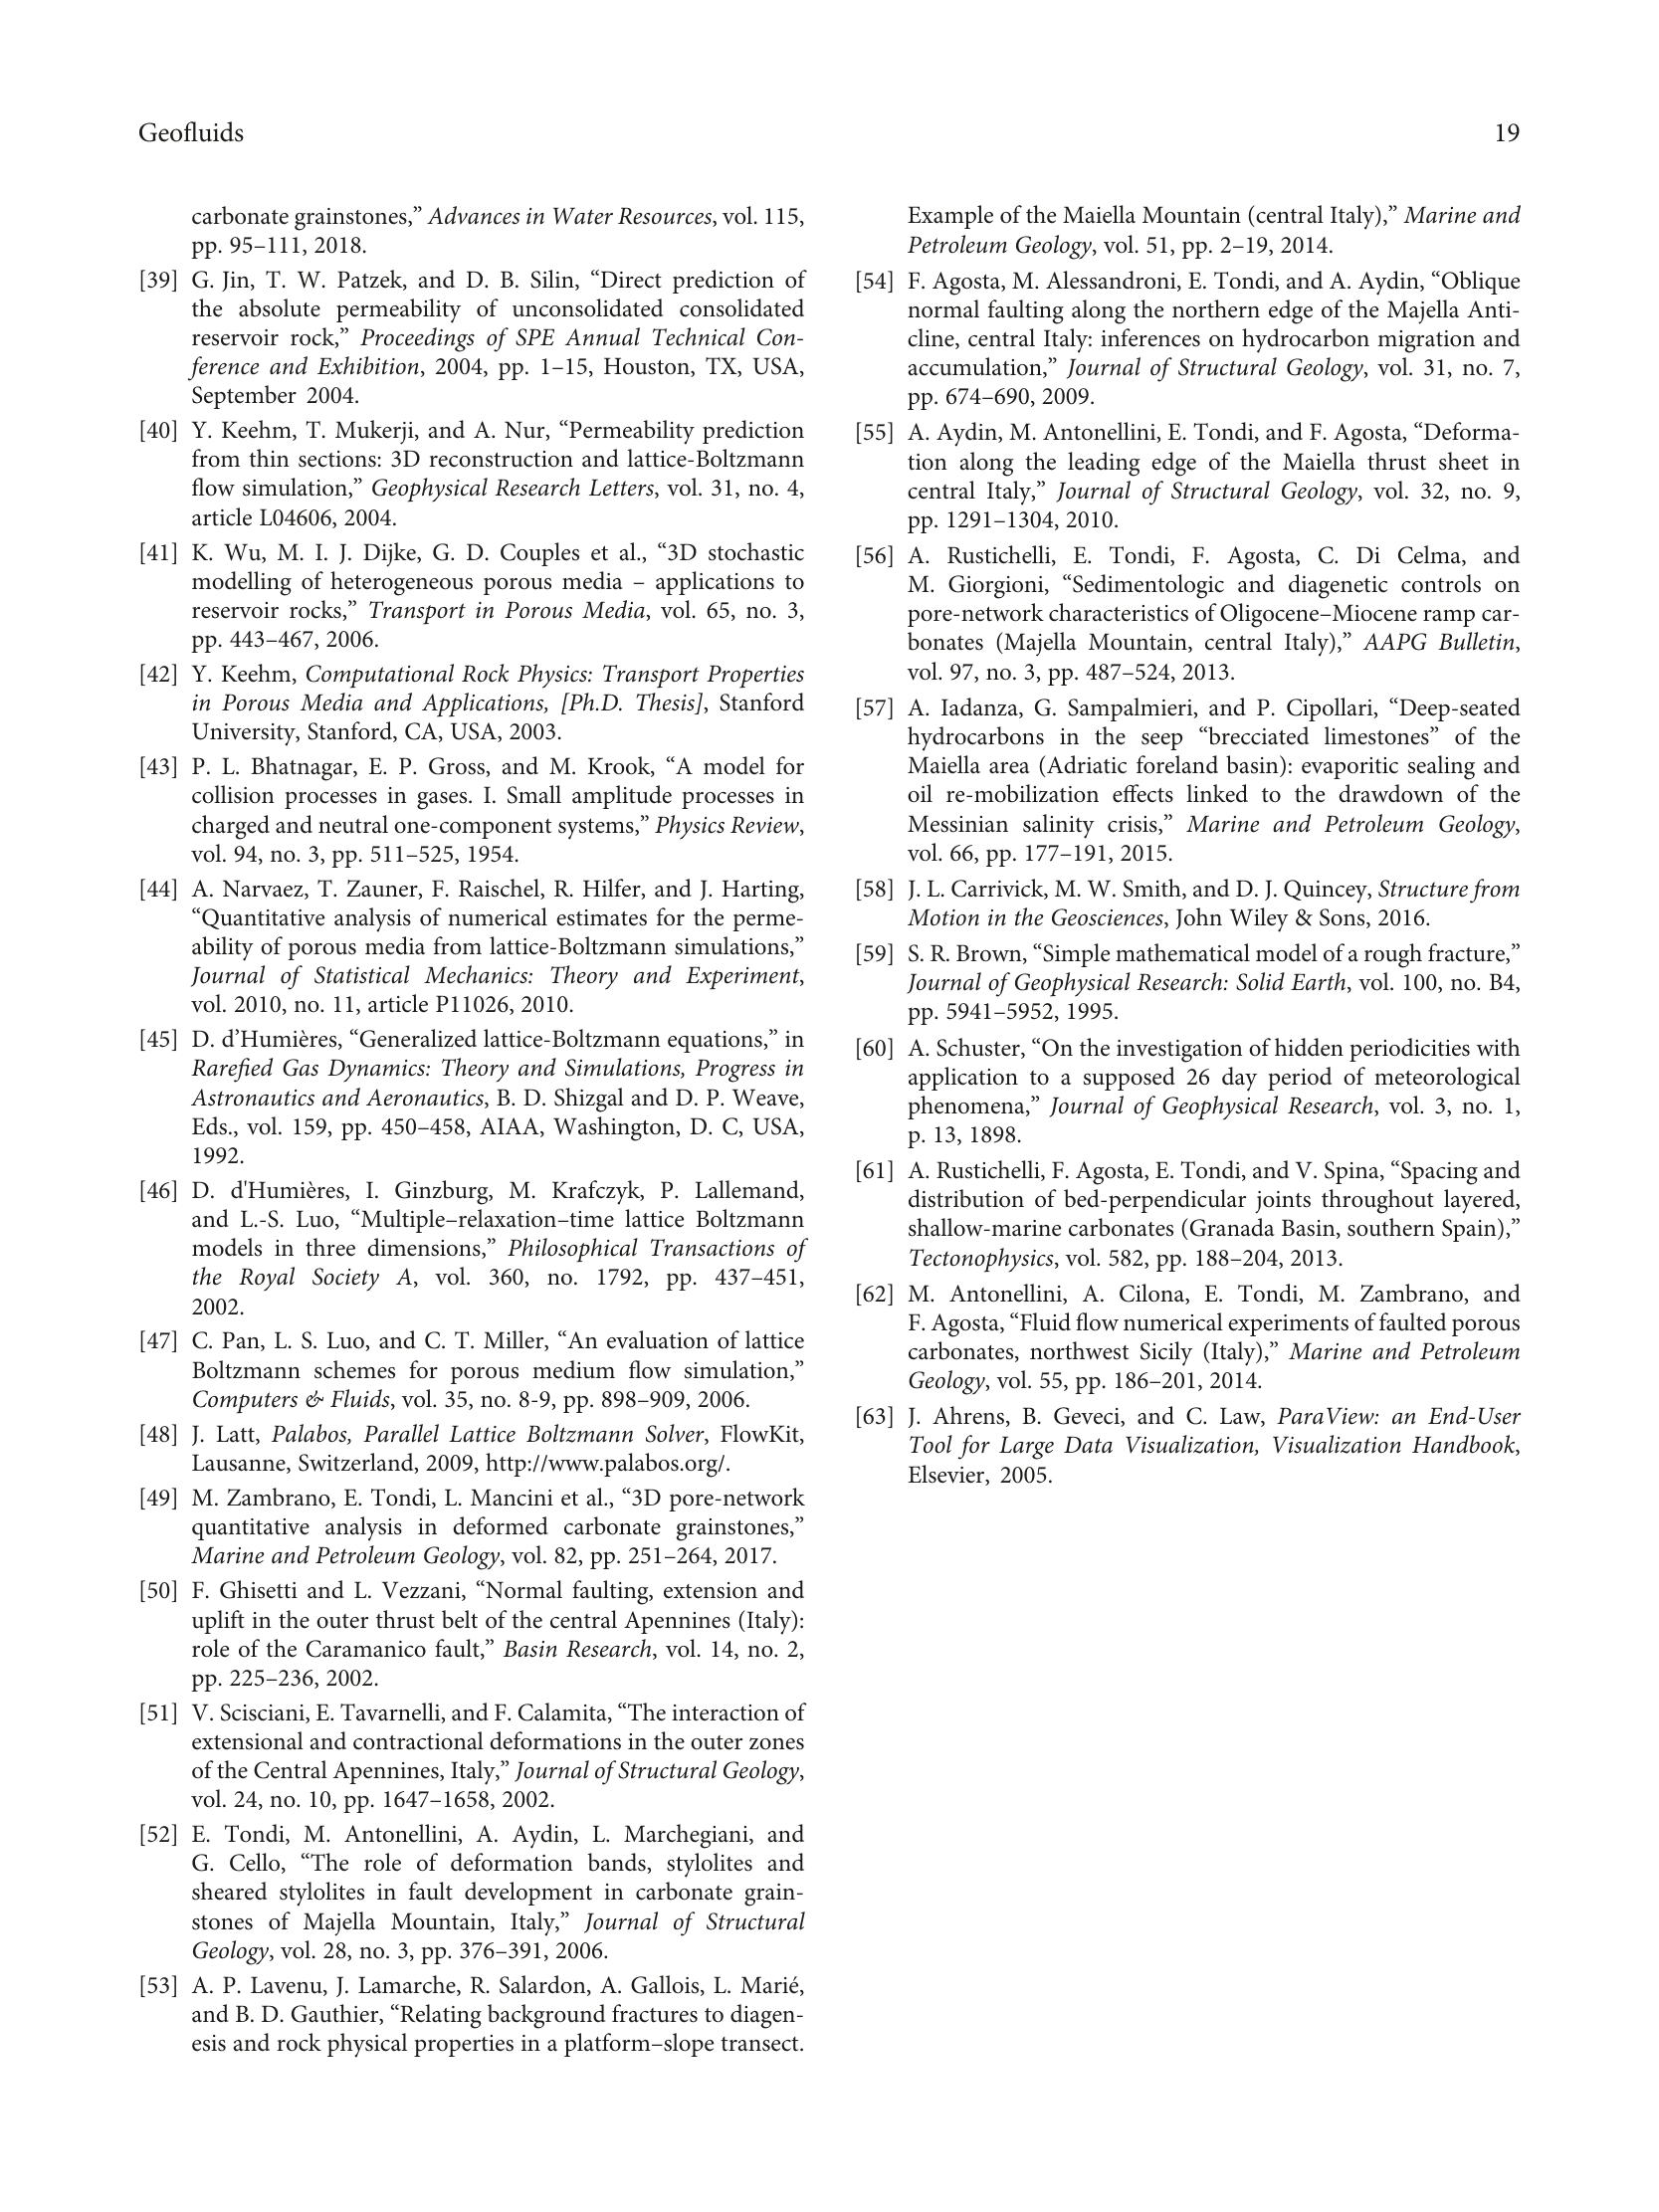 Geofluids
19
carbonate grainstones,” Advances in Water Resources, vol. 115,
pp. 95–111, 2018.
[39] G. Jin, T. W. Patzek, and D. B. Silin, “Direct prediction of
the absolute permeability of unconsolidated consolidated
reservoir rock,” Proceedings of SPE Annual Technical Con-
ference and Exhibition, 2004, pp. 1–15, Houston, TX, USA,
September 2004.
[40] Y. Keehm, T. Mukerji, and A. Nur, “Permeability prediction
from thin sections: 3D reconstruction and lattice-Boltzmann
flow simulation,” Geophysical Research Letters, vol. 31, no. 4,
article L04606, 2004.
[41] K. Wu, M. I. J. Dijke, G. D. Couples et al., “3D stochastic
modelling of heterogeneous porous media – applications to
reservoir rocks,” Transport in Porous Media, vol. 65, no. 3,
pp. 443–467, 2006.
[42] Y. Keehm, Computational Rock Physics: Transport Properties
in Porous Media and Applications, [Ph.D. Thesis], Stanford
University, Stanford, CA, USA, 2003.
[43] P. L. Bhatnagar, E. P. Gross, and M. Krook, “A model for
collision processes in gases. I. Small amplitude processes in
charged and neutral one-component systems,” Physics Review,
vol. 94, no. 3, pp. 511–525, 1954.
[44] A. Narvaez, T. Zauner, F. Raischel, R. Hilfer, and J. Harting,
“Quantitative analysis of numerical estimates for the perme-
ability of porous media from lattice-Boltzmann simulations,”
Journal of Statistical Mechanics: Theory and Experiment,
vol. 2010, no. 11, article P11026, 2010.
[45] D. d’Humières, “Generalized lattice-Boltzmann equations,” in
Rarefied Gas Dynamics: Theory and Simulations, Progress in
Astronautics and Aeronautics, B. D. Shizgal and D. P. Weave,
Eds., vol. 159, pp. 450–458, AIAA, Washington, D. C, USA,
1992.
[46] D. d'Humières, I. Ginzburg, M. Krafczyk, P. Lallemand,
and L.-S. Luo, “Multiple–relaxation–time lattice Boltzmann
models in three dimensions,” Philosophical Transactions of
the Royal Society A, vol. 360, no. 1792, pp. 437–451,
2002.
[47] C. Pan, L. S. Luo, and C. T. Miller, “An evaluation of lattice
Boltzmann schemes for porous medium flow simulation,”
Computers & Fluids, vol. 35, no. 8-9, pp. 898–909, 2006.
[48] J. Latt, Palabos, Parallel Lattice Boltzmann Solver, FlowKit,
Lausanne, Switzerland, 2009, http://www.palabos.org/.
[49] M. Zambrano, E. Tondi, L. Mancini et al., “3D pore-network
quantitative analysis in deformed carbonate grainstones,”
Marine and Petroleum Geology, vol. 82, pp. 251–264, 2017.
[50] F. Ghisetti and L. Vezzani, “Normal faulting, extension and
uplift in the outer thrust belt of the central Apennines (Italy):
role of the Caramanico fault,” Basin Research, vol. 14, no. 2,
pp. 225–236, 2002.
[51] V. Scisciani, E. Tavarnelli, and F. Calamita, “The interaction of
extensional and contractional deformations in the outer zones
of the Central Apennines, Italy,” Journal of Structural Geology,
vol. 24, no. 10, pp. 1647–1658, 2002.
[52] E. Tondi, M. Antonellini, A. Aydin, L. Marchegiani, and
G. Cello, “The role of deformation bands, stylolites and
sheared stylolites in fault development in carbonate grain-
stones of Majella Mountain, Italy,” Journal of Structural
Geology, vol. 28, no. 3, pp. 376–391, 2006.
[53] A. P. Lavenu, J. Lamarche, R. Salardon, A. Gallois, L. Marié,
and B. D. Gauthier, “Relating background fractures to diagen-
esis and rock physical properties in a platform–slope transect.
Example of the Maiella Mountain (central Italy),” Marine and
Petroleum Geology, vol. 51, pp. 2–19, 2014.
[54] F. Agosta, M. Alessandroni, E. Tondi, and A. Aydin, “Oblique
normal faulting along the northern edge of the Majella Anti-
cline, central Italy: inferences on hydrocarbon migration and
accumulation,” Journal of Structural Geology, vol. 31, no. 7,
pp. 674–690, 2009.
[55] A. Aydin, M. Antonellini, E. Tondi, and F. Agosta, “Deforma-
tion along the leading edge of the Maiella thrust sheet in
central Italy,” Journal of Structural Geology, vol. 32, no. 9,
pp. 1291–1304, 2010.
[56] A. Rustichelli, E. Tondi, F. Agosta, C. Di Celma, and
M. Giorgioni, “Sedimentologic and diagenetic controls on
pore-network characteristics of Oligocene–Miocene ramp car-
bonates (Majella Mountain, central Italy),” AAPG Bulletin,
vol. 97, no. 3, pp. 487–524, 2013.
[57] A. Iadanza, G. Sampalmieri, and P. Cipollari, “Deep-seated
hydrocarbons in the seep “brecciated limestones” of the
Maiella area (Adriatic foreland basin): evaporitic sealing and
oil re-mobilization effects linked to the drawdown of the
Messinian salinity crisis,” Marine and Petroleum Geology,
vol. 66, pp. 177–191, 2015.
[58] J. L. Carrivick, M. W. Smith, and D. J. Quincey, Structure from
Motion in the Geosciences, John Wiley & Sons, 2016.
[59] S. R. Brown, “Simple mathematical model of a rough fracture,”
Journal of Geophysical Research: Solid Earth, vol. 100, no. B4,
pp. 5941–5952, 1995.
[60] A. Schuster, “On the investigation of hidden periodicities with
application to a supposed 26 day period of meteorological
phenomena,” Journal of Geophysical Research, vol. 3, no. 1,
p. 13, 1898.
[61] A. Rustichelli, F. Agosta, E. Tondi, and V. Spina, “Spacing and
distribution of bed-perpendicular joints throughout layered,
shallow-marine carbonates (Granada Basin, southern Spain),”
Tectonophysics, vol. 582, pp. 188–204, 2013.
[62] M. Antonellini, A. Cilona, E. Tondi, M. Zambrano, and
F. Agosta, “Fluid flow numerical experiments of faulted porous
carbonates, northwest Sicily (Italy),” Marine and Petroleum
Geology, vol. 55, pp. 186–201, 2014.
[63] J. Ahrens, B. Geveci, and C. Law, ParaView: an End-User
Tool for Large Data Visualization, Visualization Handbook,
Elsevier, 2005.